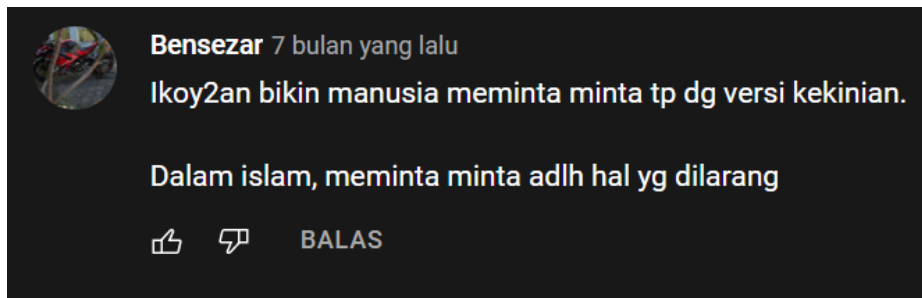 Bensezar 7 bulan yang lalu
Ikoy2an bikin manusia meminta minta tp dg versi kekinian.
Dalam islam, meminta minta adlh hal yg dilarang
BALAS